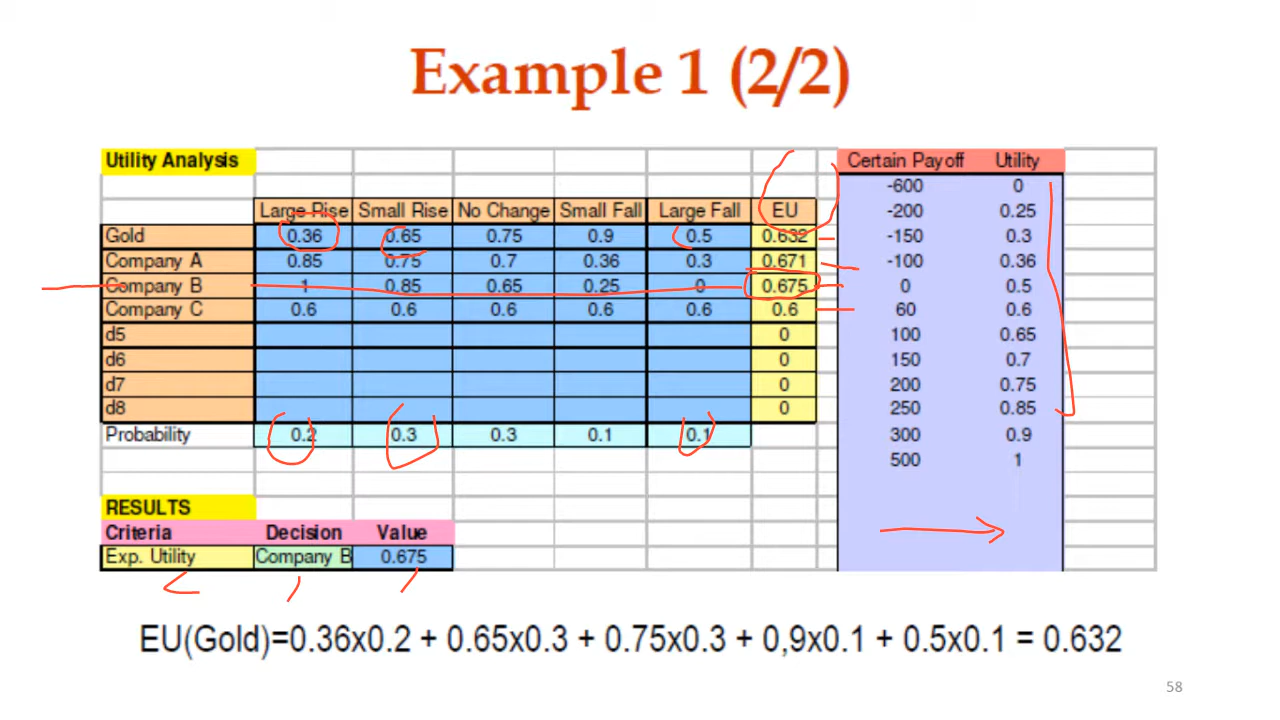 Example 1 (2/2)
Utility Analysis
Certain Payoff Utility
-600 0
Large Rise Small Rise No Change Small Fall Large Fall EU -200 0.25
Gold 0.36 0.65 0.75 0.9 0.5 0.632 -150 0.3
Company A 0.85 0.75 0.7 0.36 0.3 0.671 -100 0.36
Company B 1 0.85 0.65 0.25 0 0.675 0 0.5
Company C 0.6 0.6 0.6 0.6 0.6 0.6 60 0.6
d5 0 100 0.65
d6 0 150 0.7
d7 0 200 0.75
d8 0 250 0.85
Probability 0.2 0.3 0.3 0.1 0.1 300 0.9
500 1
RESULTS
Criteria Decision Value
Exp. Utility Company B 0.675
EU(Gold)=0.36x0.2 + 0.65x0.3 + 0.75x0.3 + 0,9x0.1 + 0.5x0.1 = 0.632
58